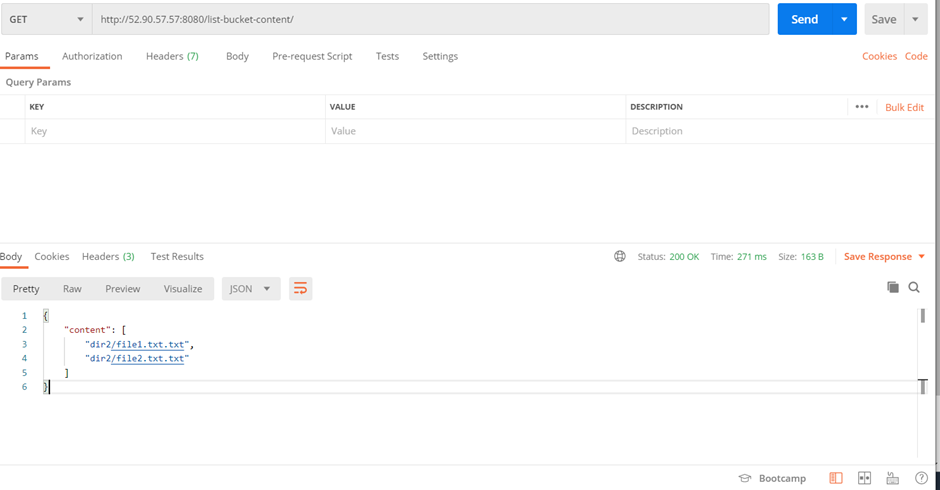 GET http://52.90.57.57:8080/list-bucket-content/ Send Save
Params Authorization Headers (7) Body Pre-request Script Tests Settings Cookies Code
Query Params
KEY VALUE DESCRIPTION ••• Bulk Edit
Key Value Description
Body Cookies Headers (3) Test Results Status: 200 OK Time: 271 ms Size: 163 B Save Response
Pretty Raw Preview Visualize JSON
1 {
2 "content": [
3 "dir2/file1.txt.txt",
4 "dir2/file2.txt.txt"
5 ]
6 }
Bootcamp